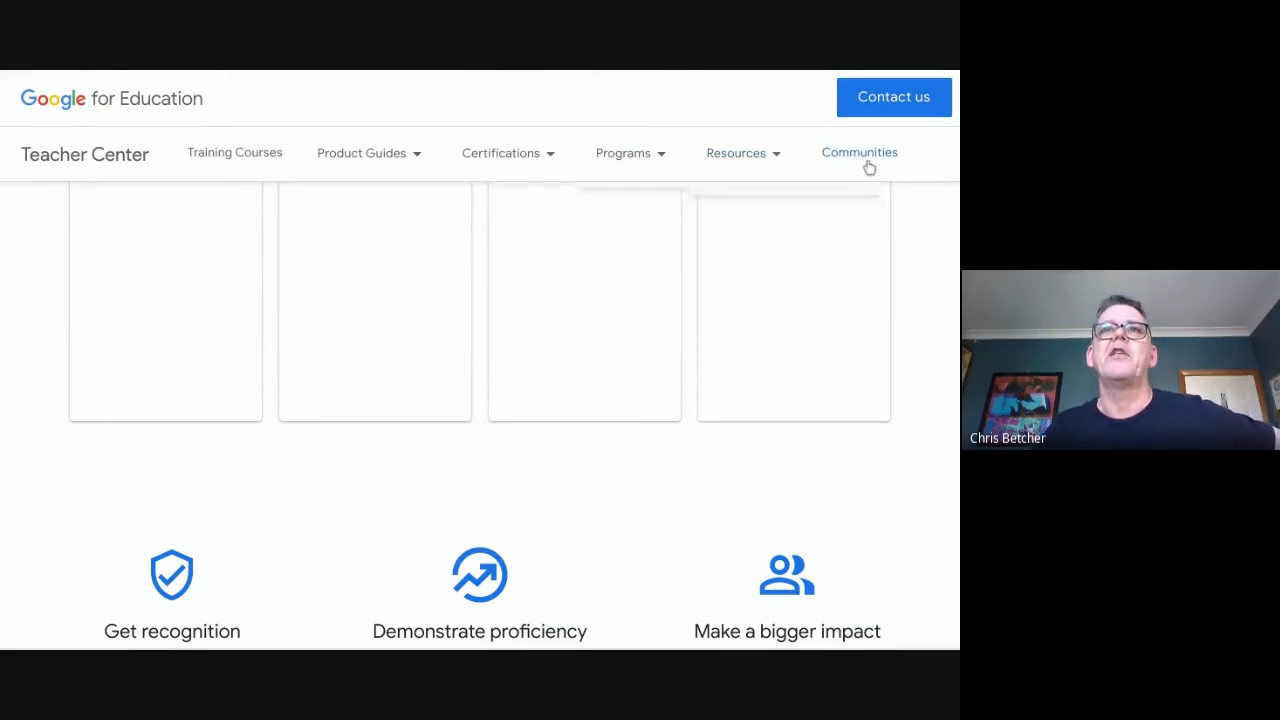 Google for Education
Contact us
Teacher Center
Training Courses
Product Guides
Certifications
Programs
Resources
Communities
Chris Betcher
Get recognition
Demonstrate proficiency
Make a bigger impact